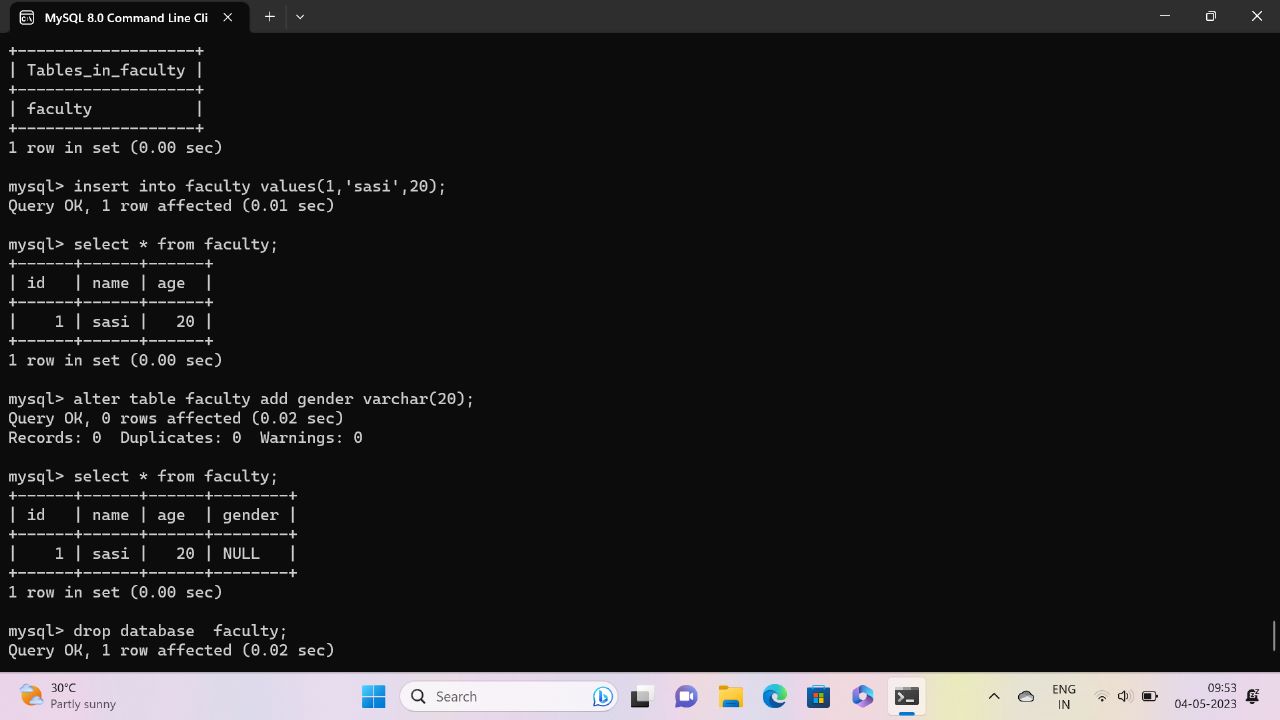 MySQL 8.0 Command Line Cli
+-------------------+
| Tables_in_faculty |
+-------------------+
| faculty           |
+-------------------+
1 row in set (0.00 sec)
mysql> insert into faculty values(1,'sasi',20);
Query OK, 1 row affected (0.01 sec)
mysql> select * from faculty;
+------+------+------+
| id   | name | age  |
+------+------+------+
|    1 | sasi |   20 |
+------+------+------+
1 row in set (0.00 sec)
mysql> alter table faculty add gender varchar(20);
Query OK, 0 rows affected (0.02 sec)
Records: 0  Duplicates: 0  Warnings: 0
mysql> select * from faculty;
+------+------+------+--------+
| id   | name | age  | gender |
+------+------+------+--------+
|    1 | sasi |   20 | NULL   |
+------+------+------+--------+
1 row in set (0.00 sec)
mysql> drop database  faculty;
Query OK, 1 row affected (0.02 sec)
30°C
Partly sunny
Search
ENG
IN
09:53
04-05-2023